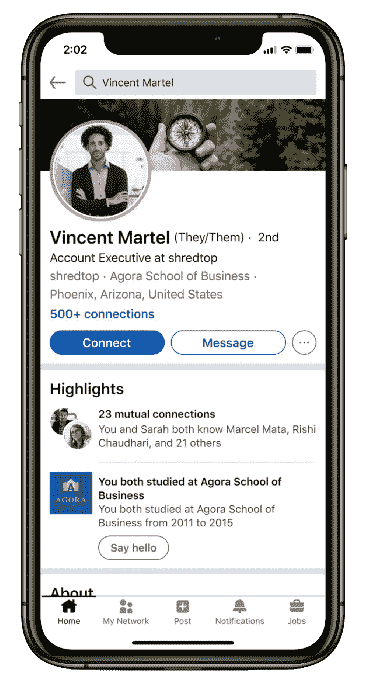 2:02
Vincent Martel
Vincent Martel (They/Them) · 2nd
Account Executive at shredtop
shredtop · Agora School of Business ·
Phoenix, Arizona, United States
500+ connections
Connect
Message
Highlights
23 mutual connections
You and Sarah both know Marcel Mata, Rishi
Chaudhari, and 21 others
AGORA
You both studied at Agora School of
Business
You both studied at Agora School of
Business from 2011 to 2015
Say hello
About
Home
My Network
Post
Notifications
Jobs